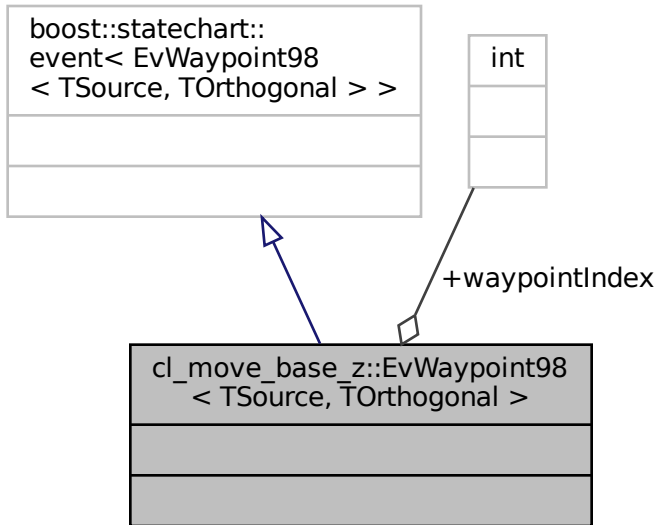 boost::statechart::
event< EvWaypoint98
< TSource, TOrthogonal > >
int
+waypointIndex
cl_move_base_z::EvWaypoint98
< TSource, TOrthogonal >